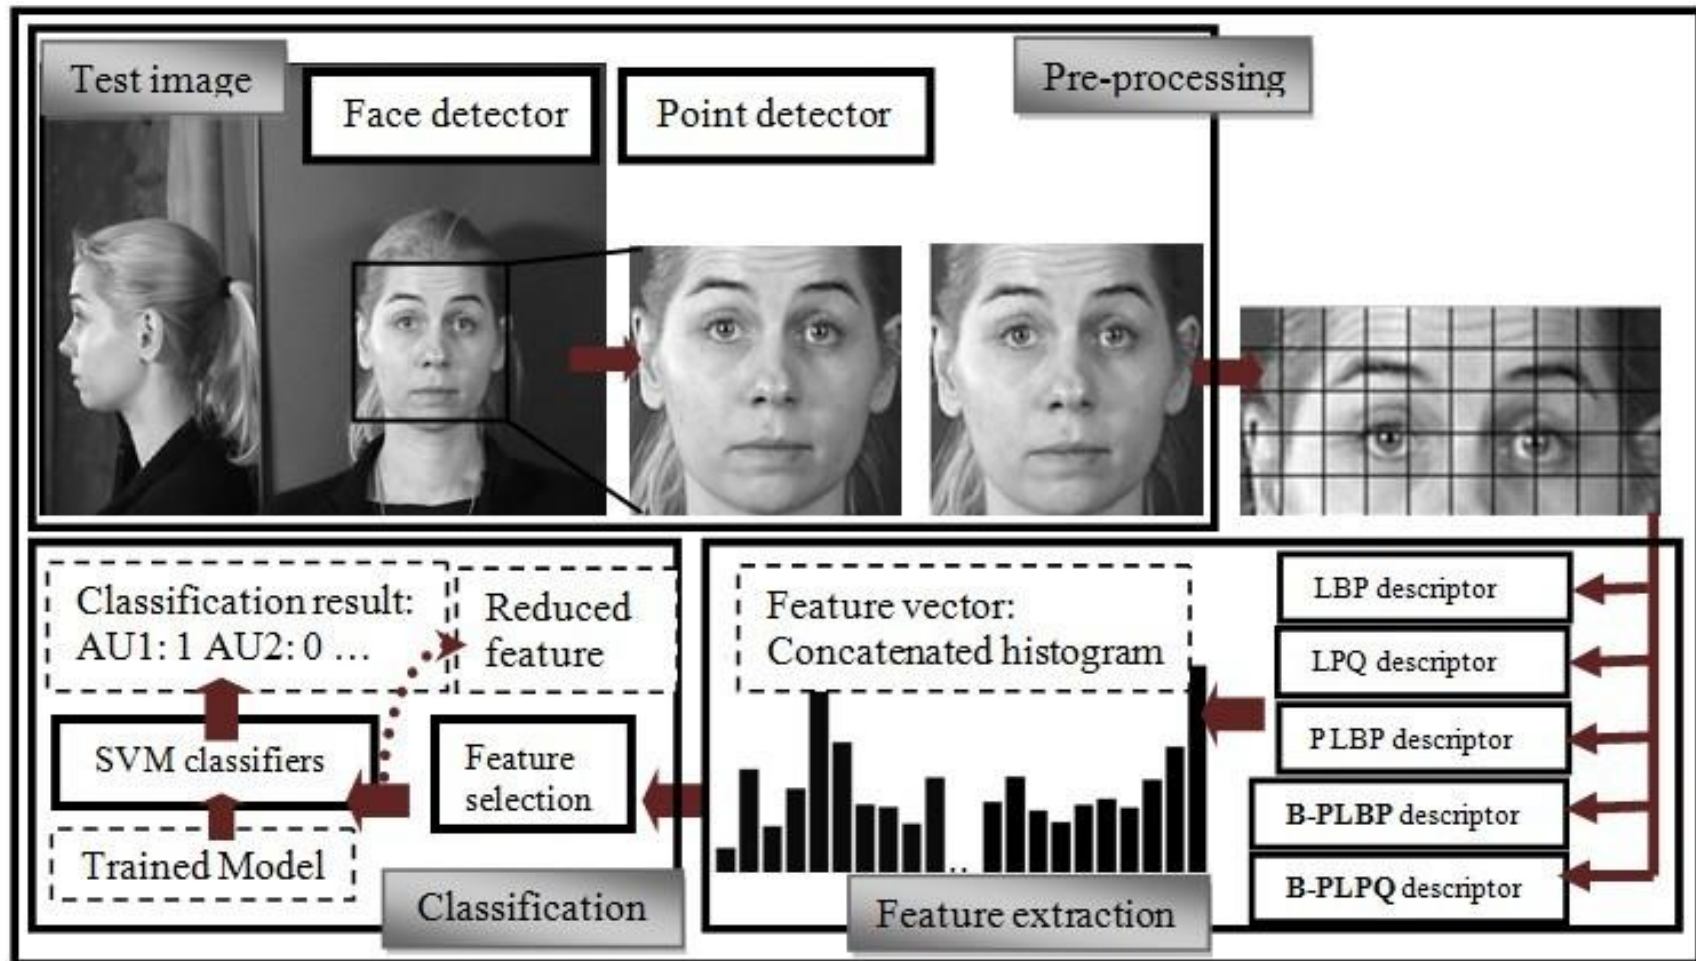 Test image
Face detector
Point detector
Pre-processing
Classification result:
AU1: 1 AU2: 0 ...
Reduced
feature
SVM classifiers
Feature
selection
Trained Model
Classification
Feature vector:
Concatenated histogram
..
Feature extraction
LBP descriptor
LPQ descriptor
PLBP descriptor
B-PLBP descriptor
B-PLPQ descriptor